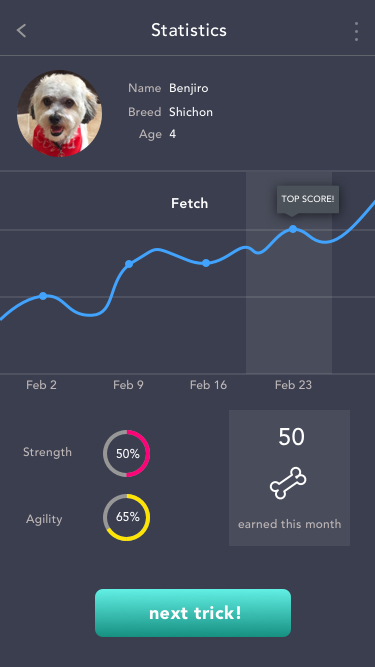 Statistics
Name Benjiro
Breed Shichon
Age 4
Fetch
TOP SCORE!
Feb 2 Feb 9 Feb 16 Feb 23
Strength 50%
Agility 65%
50
earned this month
next trick!